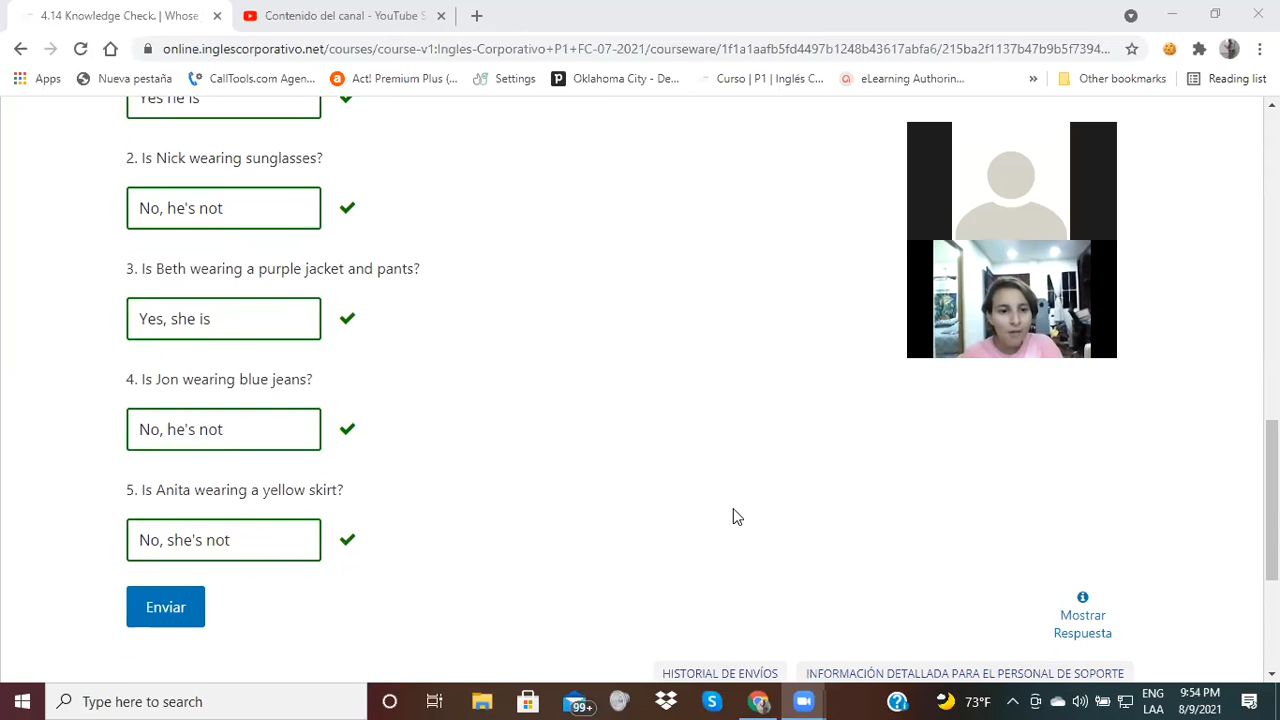 4.14 Knowledge Check. | Whose
Contenido del canal - YouTube S
online.inglescorporativo.net/courses/course-v1:Ingles-Corporativo+P1+FC-07-2021/courseware/1f1a1aafb5fd4497b1248b43617abfa6/215ba2f1137b47b9b5f7394...
Apps
Nueva pestaña
CallTools.com Agen...
Act! Premium Plus (...
Settings
Oklahoma City - De...
Curso | P1 | Inglés C...
eLearning Authorin...
»
Other bookmarks
Reading list
Yes he is
2. Is Nick wearing sunglasses?
No, he's not
3. Is Beth wearing a purple jacket and pants?
Yes, she is
4. Is Jon wearing blue jeans?
No, he's not
5. Is Anita wearing a yellow skirt?
No, she's not
Enviar
Mostrar
Respuesta
HISTORIAL DE ENVÍOS
INFORMACIÓN DETALLADA PARA EL PERSONAL DE SOPORTE
Type here to search
99+
73°F
ENG
LAA
9:54 PM
8/9/2021